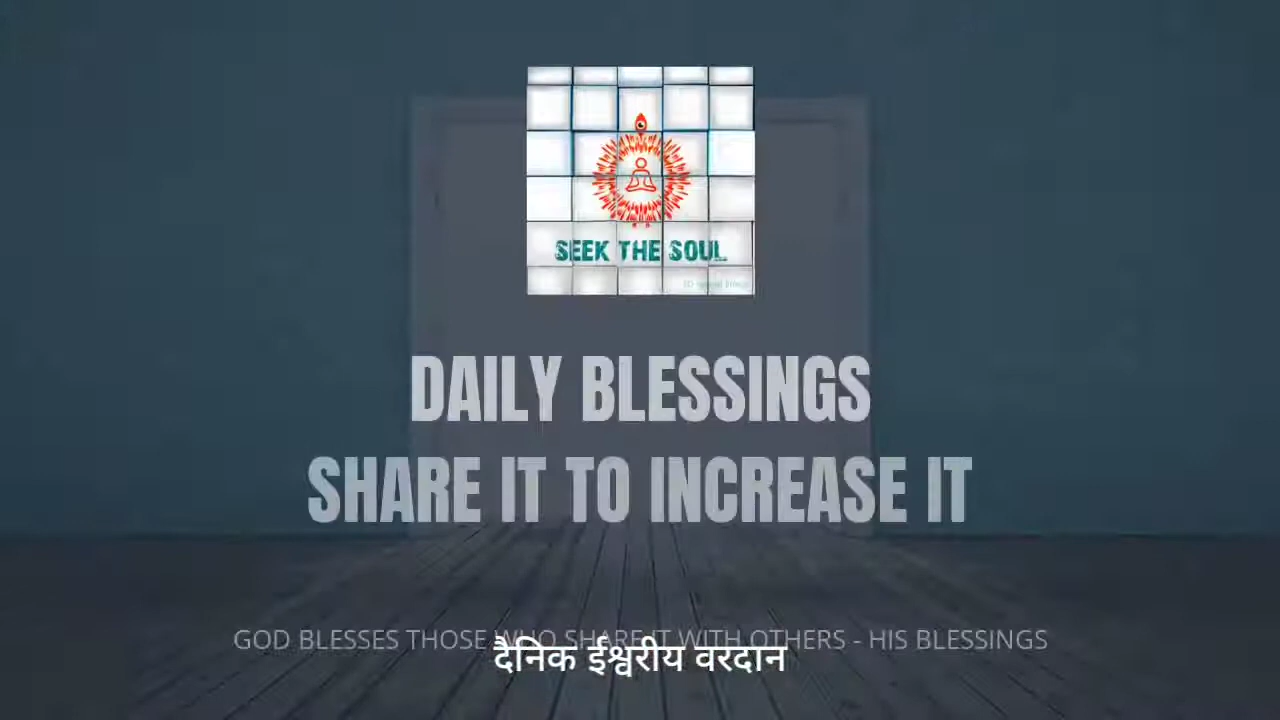 SEEK THE SOUL
DAILY BLESSINGS
SHARE IT TO INCREASE IT
GOD BLESSES THOSE WHO SHARE IT WITH OTHERS - HIS BLESSINGS
दैनिक ईश्वरीय वरदान